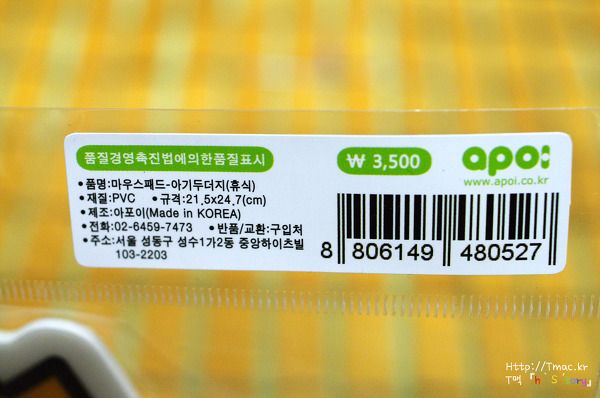 품질경영촉진법에의한품질표시
• 품명:마우스패드-아기두더지(휴식)
• 재질:PVC • 규격:21.5x24.7(cm)
• 제조:아포이(Made in KOREA)
• 전화:02-6459-7473 • 반품/교환:구입처
• 주소:서울 성동구 성수1가2동 중앙하이츠빌
103-2203
₩ 3,500
apoi
www.apoi.co.kr
8 806149 480527
Http://Tmac.kr
T맥